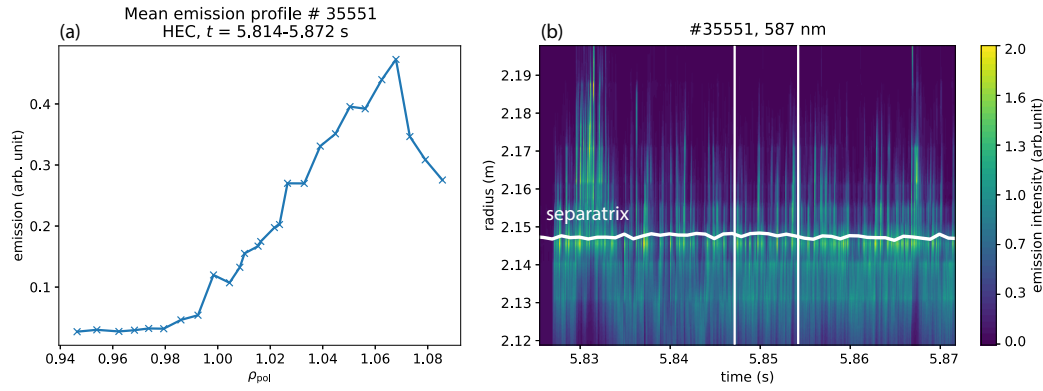 Mean emission profile # 35551
(a)
HEC, t = 5.814-5.872 s
emission (arb. unit)
0.4
0.3
0.2
0.1
0.94 0.96 0.98 1.00 1.02 1.04 1.06 1.08
ρpol
(b)
#35551, 587 nm
radius (m)
2.19
2.18
2.17
2.16
2.15
2.14
2.13
2.12
separatrix
5.83 5.84 5.85 5.86 5.87
time (s)
2.0
1.7
1.3
1.0
0.7
0.3
0.0
emission intensity (arb.unit)